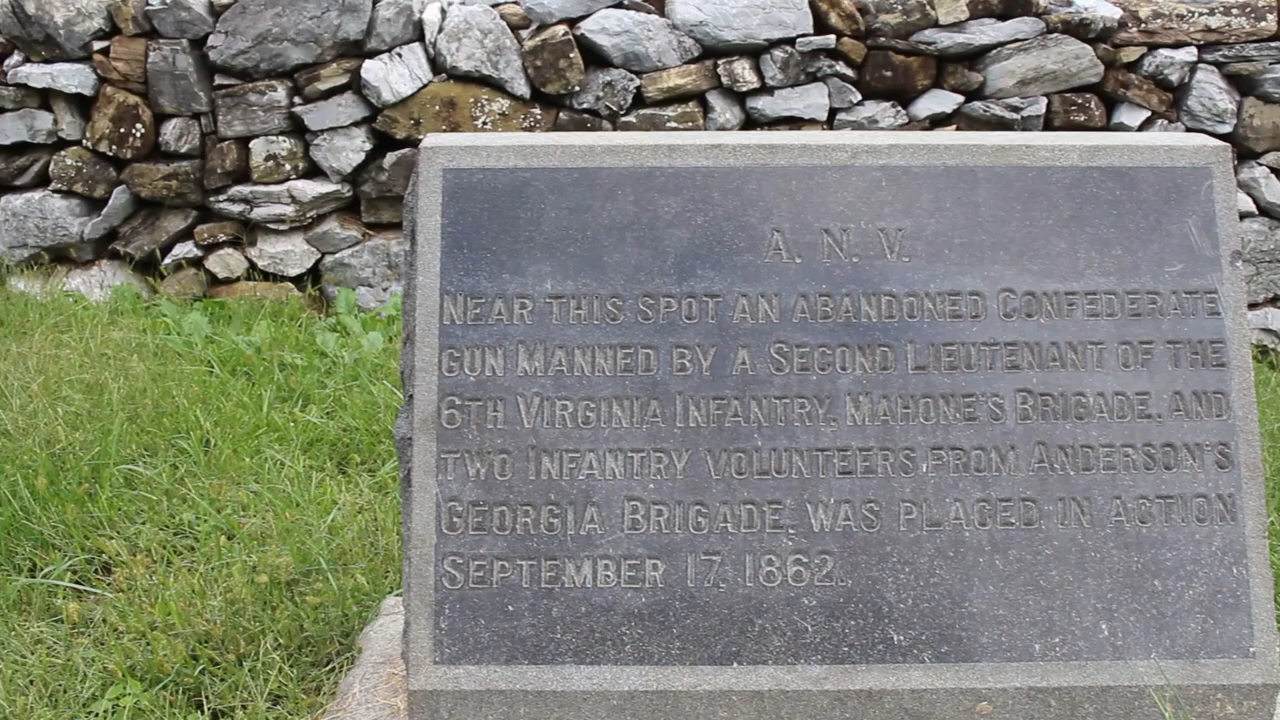 A. N. V.
NEAR THIS SPOT AN ABANDONED CONFEDERATE
GUN MANNED BY A SECOND LIEUTENANT OF THE
6TH VIRGINIA INFANTRY, MAHONE'S BRIGADE, AND
TWO INFANTRY VOLUNTEERS FROM ANDERSON'S
GEORGIA BRIGADE, WAS PLACED IN ACTION
SEPTEMBER 17, 1862.